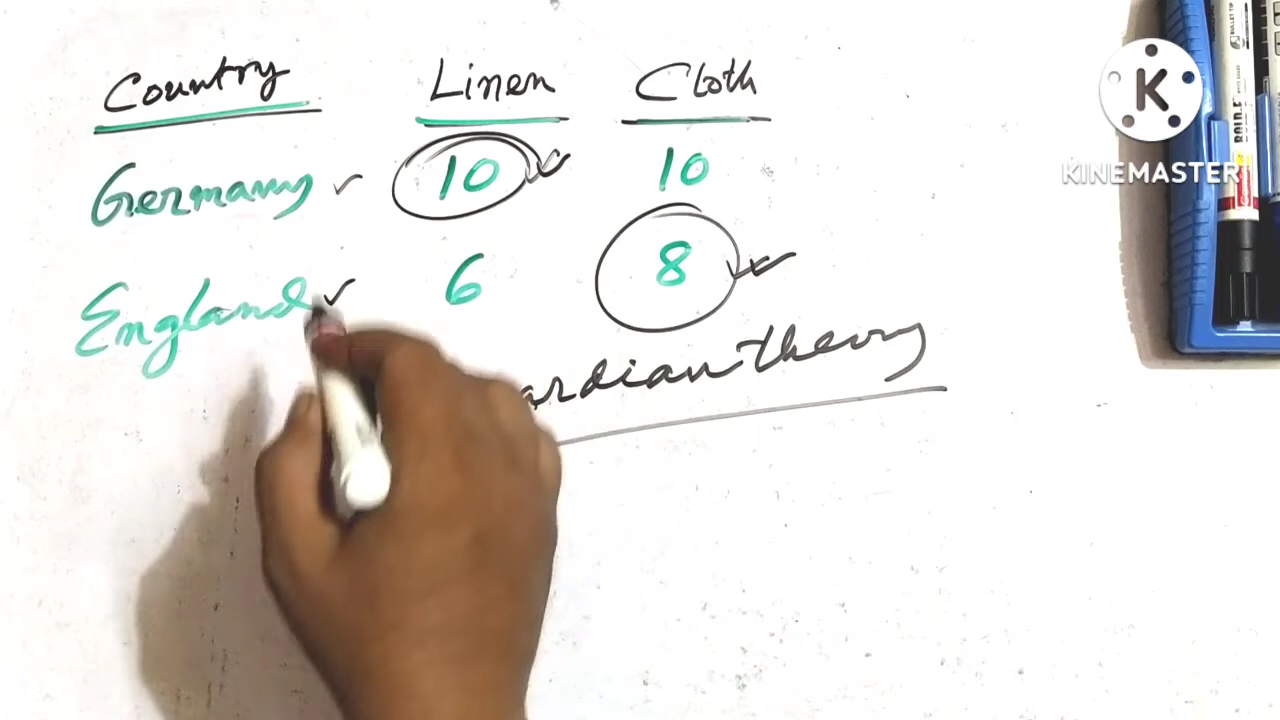 Country Linen Cloth
Germany 10 10
England 6 8
ardian theory
K
KINEMASTER